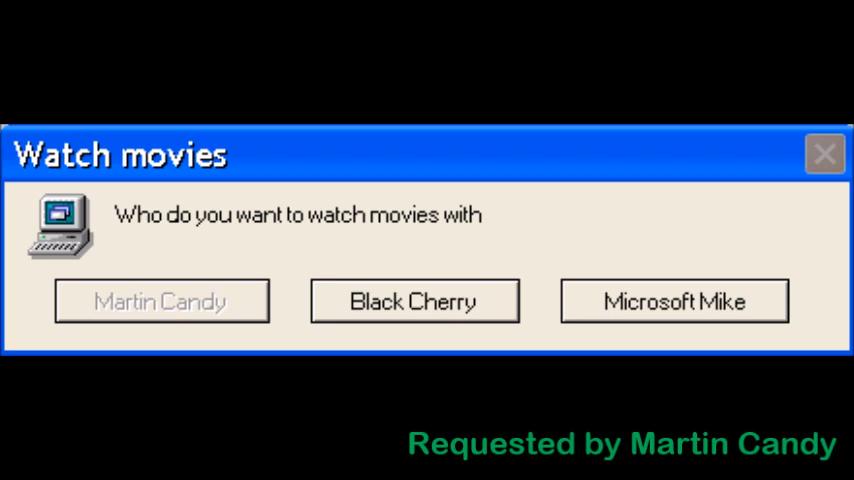 Watch movies
Who do you want to watch movies with
Martin Candy
Black Cherry
Microsoft Mike
Requested by Martin Candy